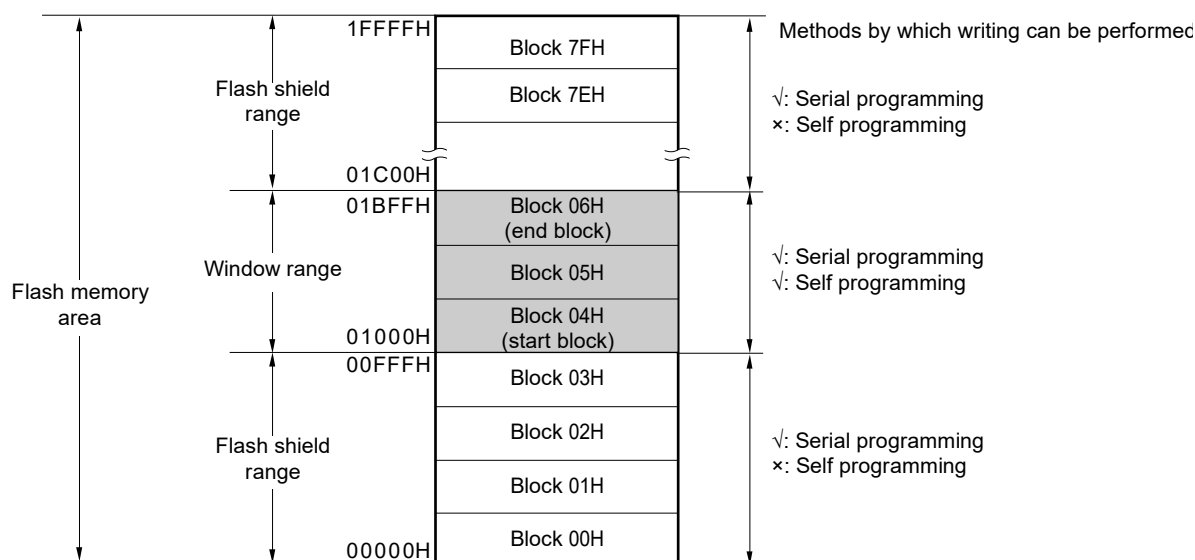 1FFFFH
Block 7FH
Methods by which writing can be performed
Block 7EH
Flash shield
range
√: Serial programming
×: Self programming
01C00H
01BFFH
Block 06H
(end block)
Window range
Block 05H
√: Serial programming
√: Self programming
Flash memory
area
Block 04H
(start block)
01000H
00FFFH
Block 03H
Block 02H
Flash shield
range
√: Serial programming
×: Self programming
Block 01H
Block 00H
00000H